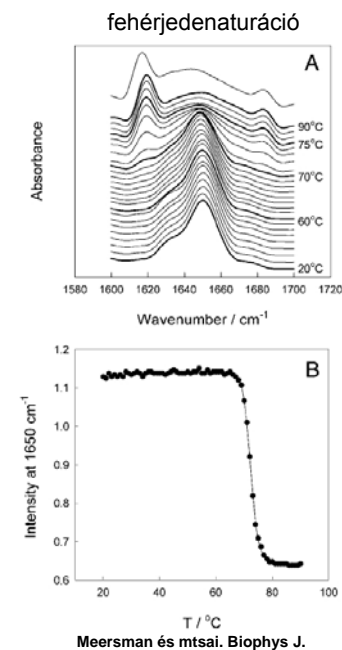 fehérjedenaturáció
A
Absorbance
90°C
75°C
70°C
60°C
20°C
1580 1600 1620 1640 1660 1680 1700 1720
Wavenumber / cm-1
B
Intensity at 1650 cm-1
1.2
1.1
1.0
0.9
0.8
0.7
0.6
20 40 60 80 100
T / °C
Meersman és mtsai. Biophys J.